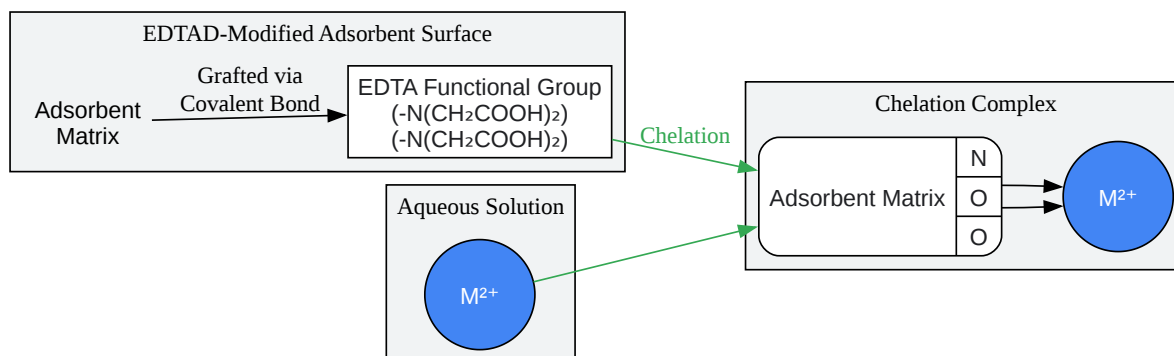 EDTAD-Modified Adsorbent Surface
Adsorbent
Matrix
Grafted via
Covalent Bond
EDTA Functional Group
(-N(CH₂COOH)₂)
(-N(CH₂COOH)₂)
Chelation
Aqueous Solution
M²⁺
Chelation Complex
Adsorbent Matrix
N
O
O
M²⁺